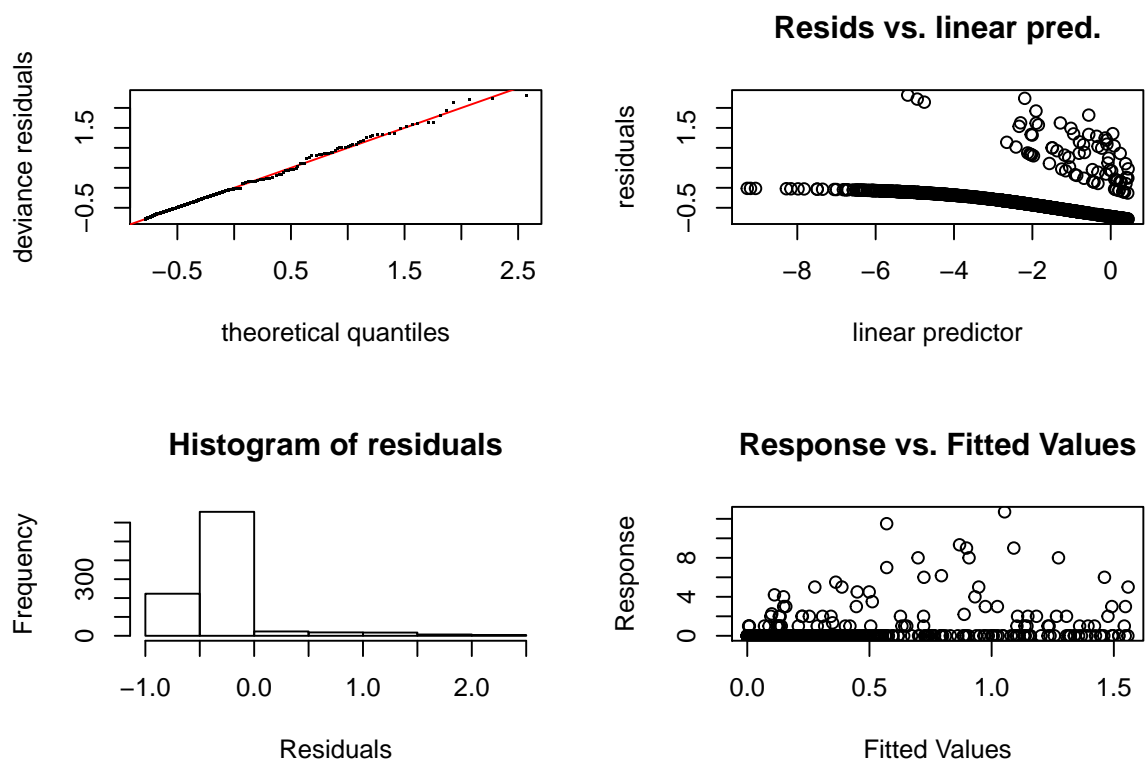 deviance residuals
1.5
−0.5
−0.5 0.5 1.5 2.5
theoretical quantiles
Resids vs. linear pred.
residuals
1.5
−0.5
−8 −6 −4 −2 0
linear predictor
Histogram of residuals
Frequency
300
0
−1.0 0.0 1.0 2.0
Residuals
Response vs. Fitted Values
Response
8
4
0
0.0 0.5 1.0 1.5
Fitted Values